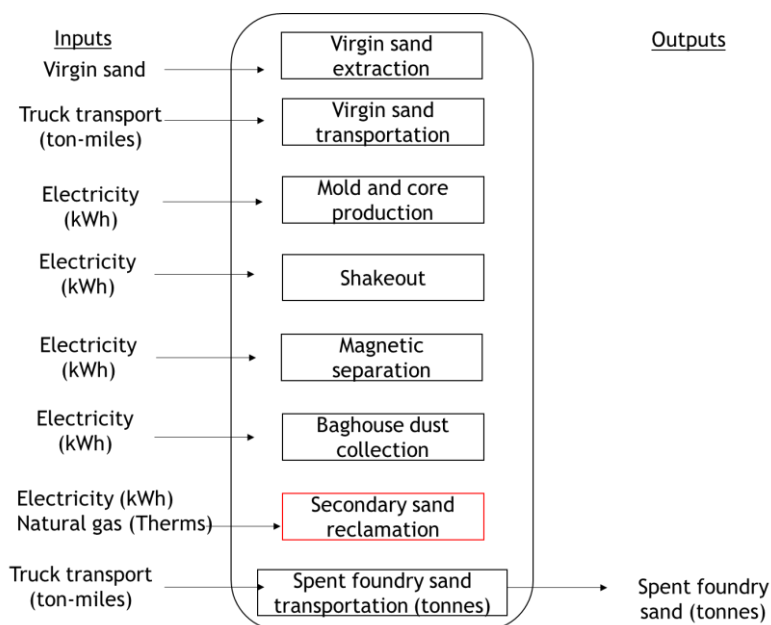 Inputs
Outputs
Virgin sand
Virgin sand
extraction
Truck transport
(ton-miles)
Virgin sand
transportation
Electricity
(kWh)
Mold and core
production
Electricity
(kWh)
Shakeout
Electricity
(kWh)
Magnetic
separation
Electricity
(kWh)
Baghouse dust
collection
Electricity (kWh)
Natural gas (Therms)
Secondary sand
reclamation
Truck transport
(ton-miles)
Spent foundry sand
transportation (tonnes)
Spent foundry
sand (tonnes)